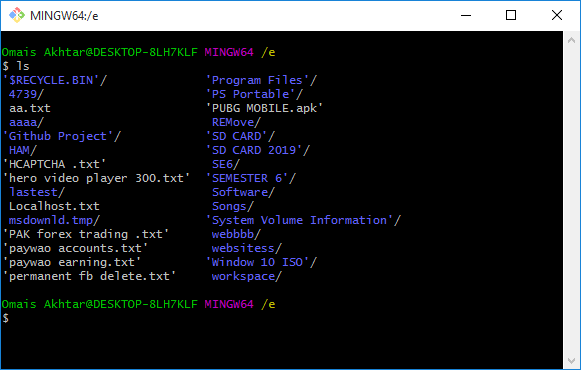 MINGW64:/e
Omais Akhtar@DESKTOP-8LH7KLF MINGW64 /e
$ ls
'$RECYCLE.BIN'/ 'Program Files'/
4739/ 'PS Portable'/
aa.txt 'PUBG MOBILE.apk'
aaaa/ REMove/
'Github Project'/ 'SD CARD'/
HAM/ 'SD CARD 2019'/
'HCAPTCHA .txt' SE6/
'hero video player 300.txt' 'SEMESTER 6'/
lastest/ Software/
Localhost.txt Songs/
msdownld.tmp/ 'System Volume Information'/
'PAK forex trading .txt' webbbb/
'paywao accounts.txt' websitess/
'paywao earning.txt' 'Window 10 ISO'/
'permanent fb delete.txt' workspace/
Omais Akhtar@DESKTOP-8LH7KLF MINGW64 /e
$